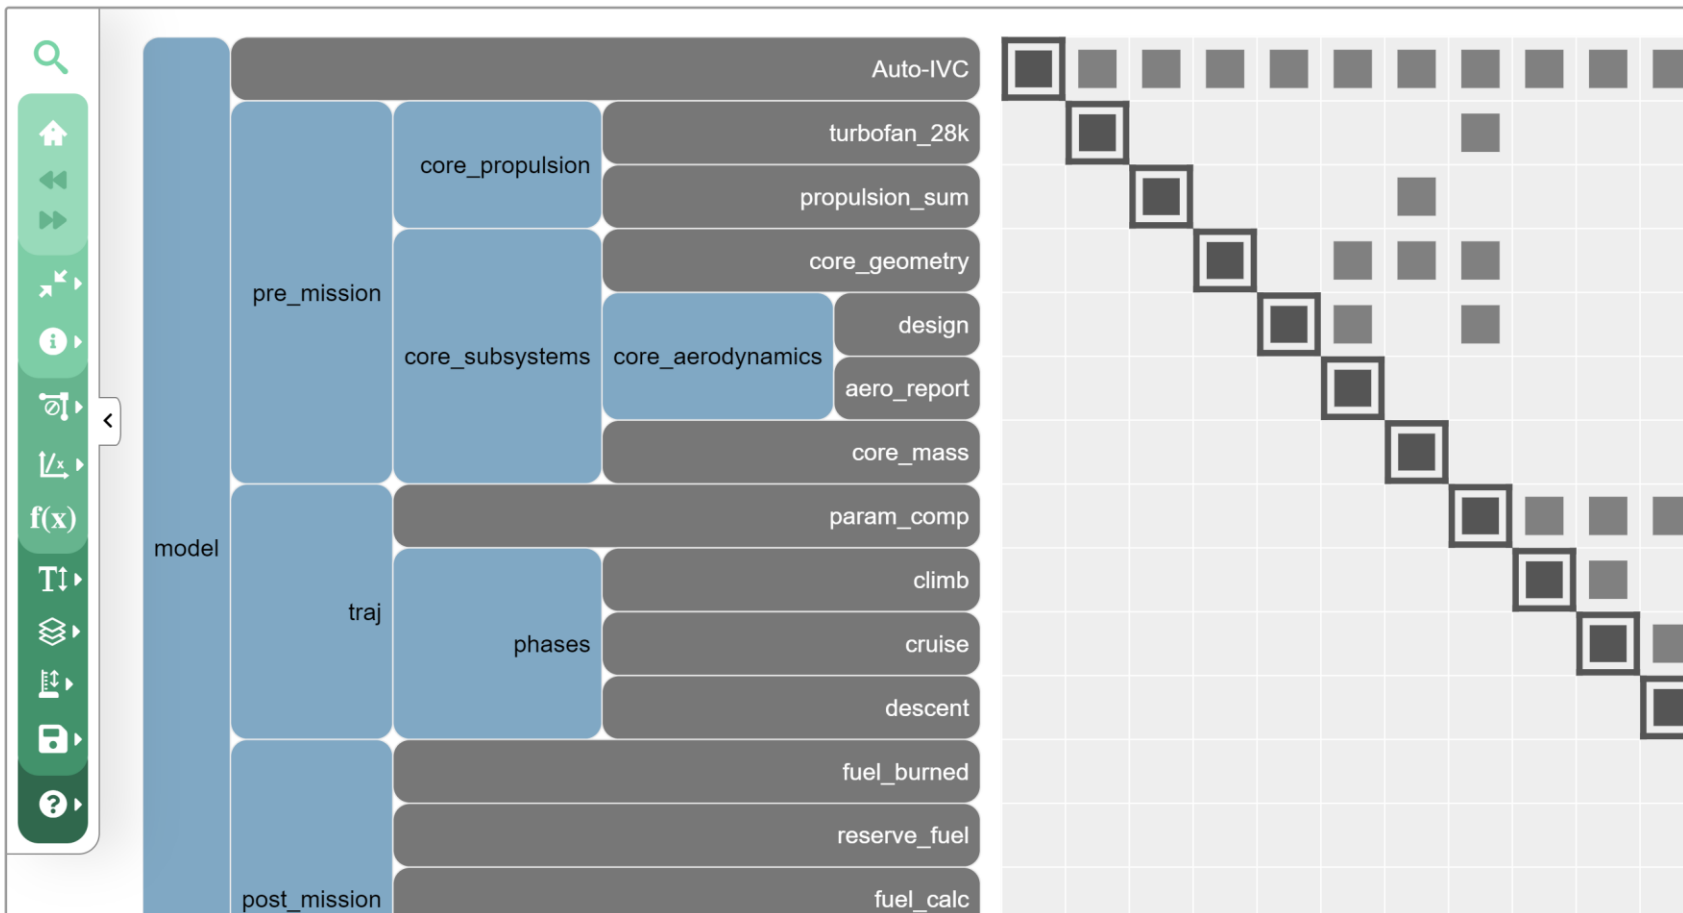 Auto-IVC
turbofan_28k
core_propulsion
propulsion_sum
core_geometry
pre_mission
design
core_subsystems
core_aerodynamics
aero_report
core_mass
param_comp
f(x)
model
climb
T
traj
cruise
phases
descent
fuel_burned
?
reserve_fuel
post_mission
fuel_calc